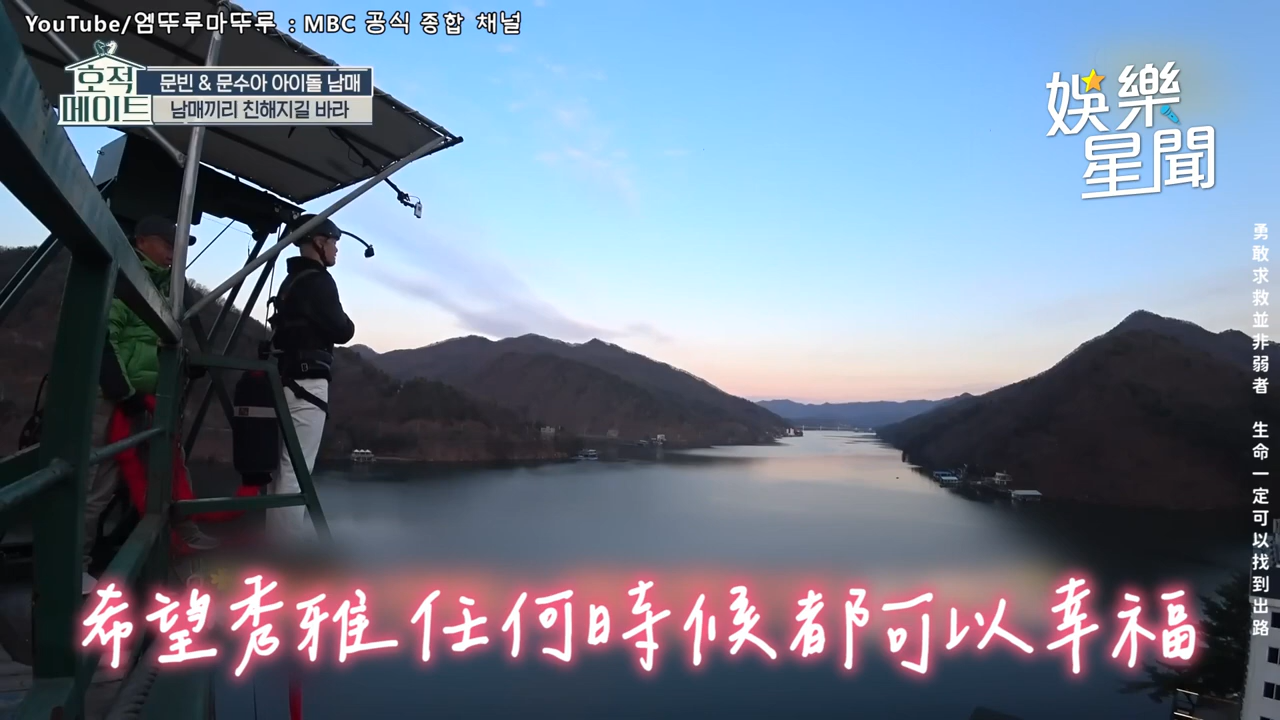 YouTube/엠뚜루마뚜루 : MBC 공식 종합 채널
호적
메이트
문빈 & 문수아 아이돌 남매
남매끼리 친해지길 바라
娛樂
星聞
勇敢求救並非弱者 生命一定可以找到出路
希望秀雅任何時候都可以幸福